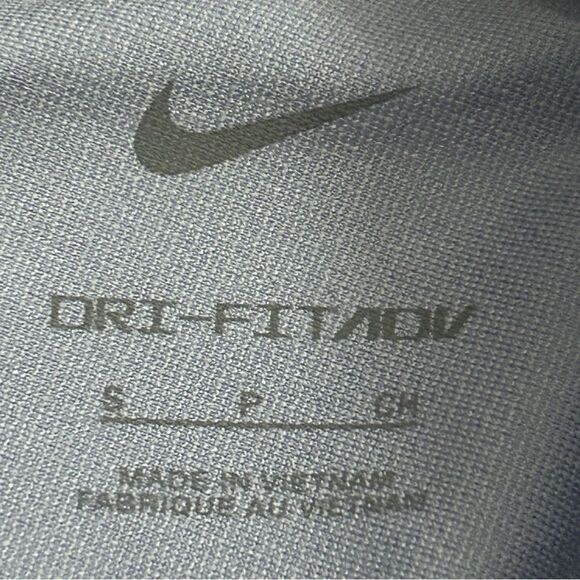 DRI-FIT ADV
S P CH
MADE IN VIETNAM
FABRIQUE AU VIETNAM